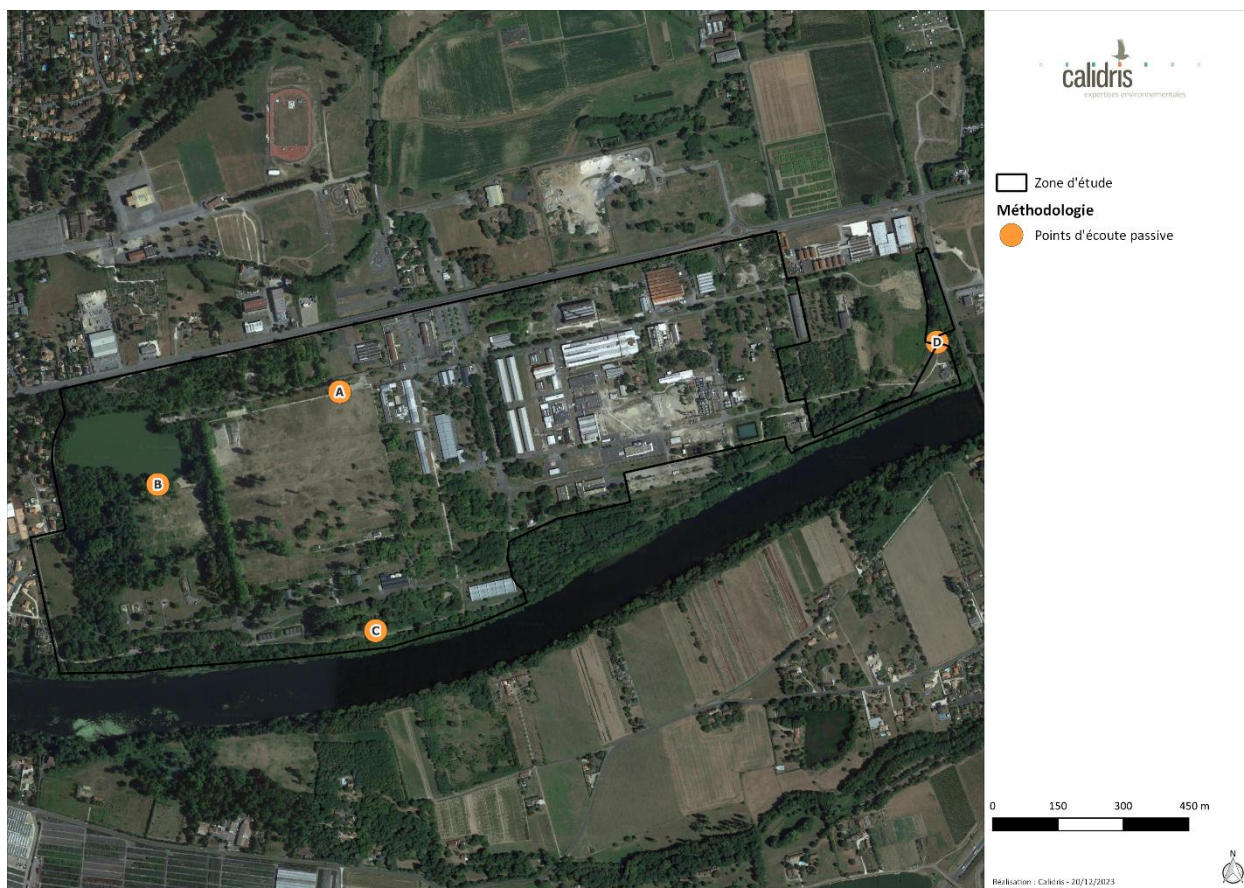 calidris
expertises environnementales
Zone d'étude
Méthodologie
Points d'écoute passive
A
B
C
D
0 150 300 450 m
N
Réalisation : Calidris - 20/12/2023